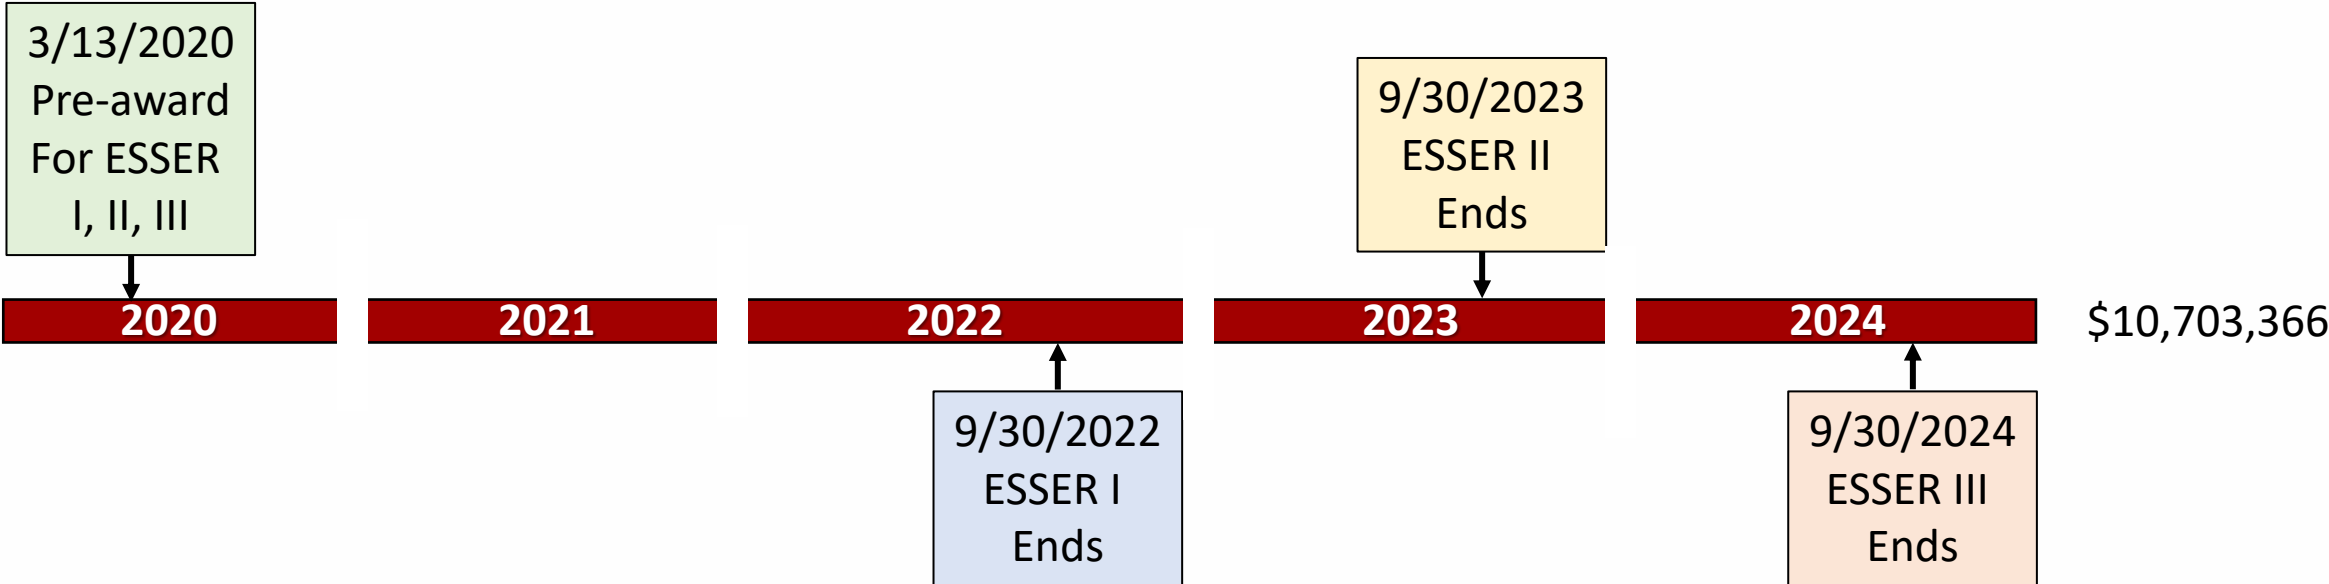 3/13/2020
Pre-award
For ESSER
I, II, III
9/30/2023
ESSER II
Ends
2020
2021
2022
2023
2024
$10,703,366
9/30/2022
ESSER I
Ends
9/30/2024
ESSER III
Ends